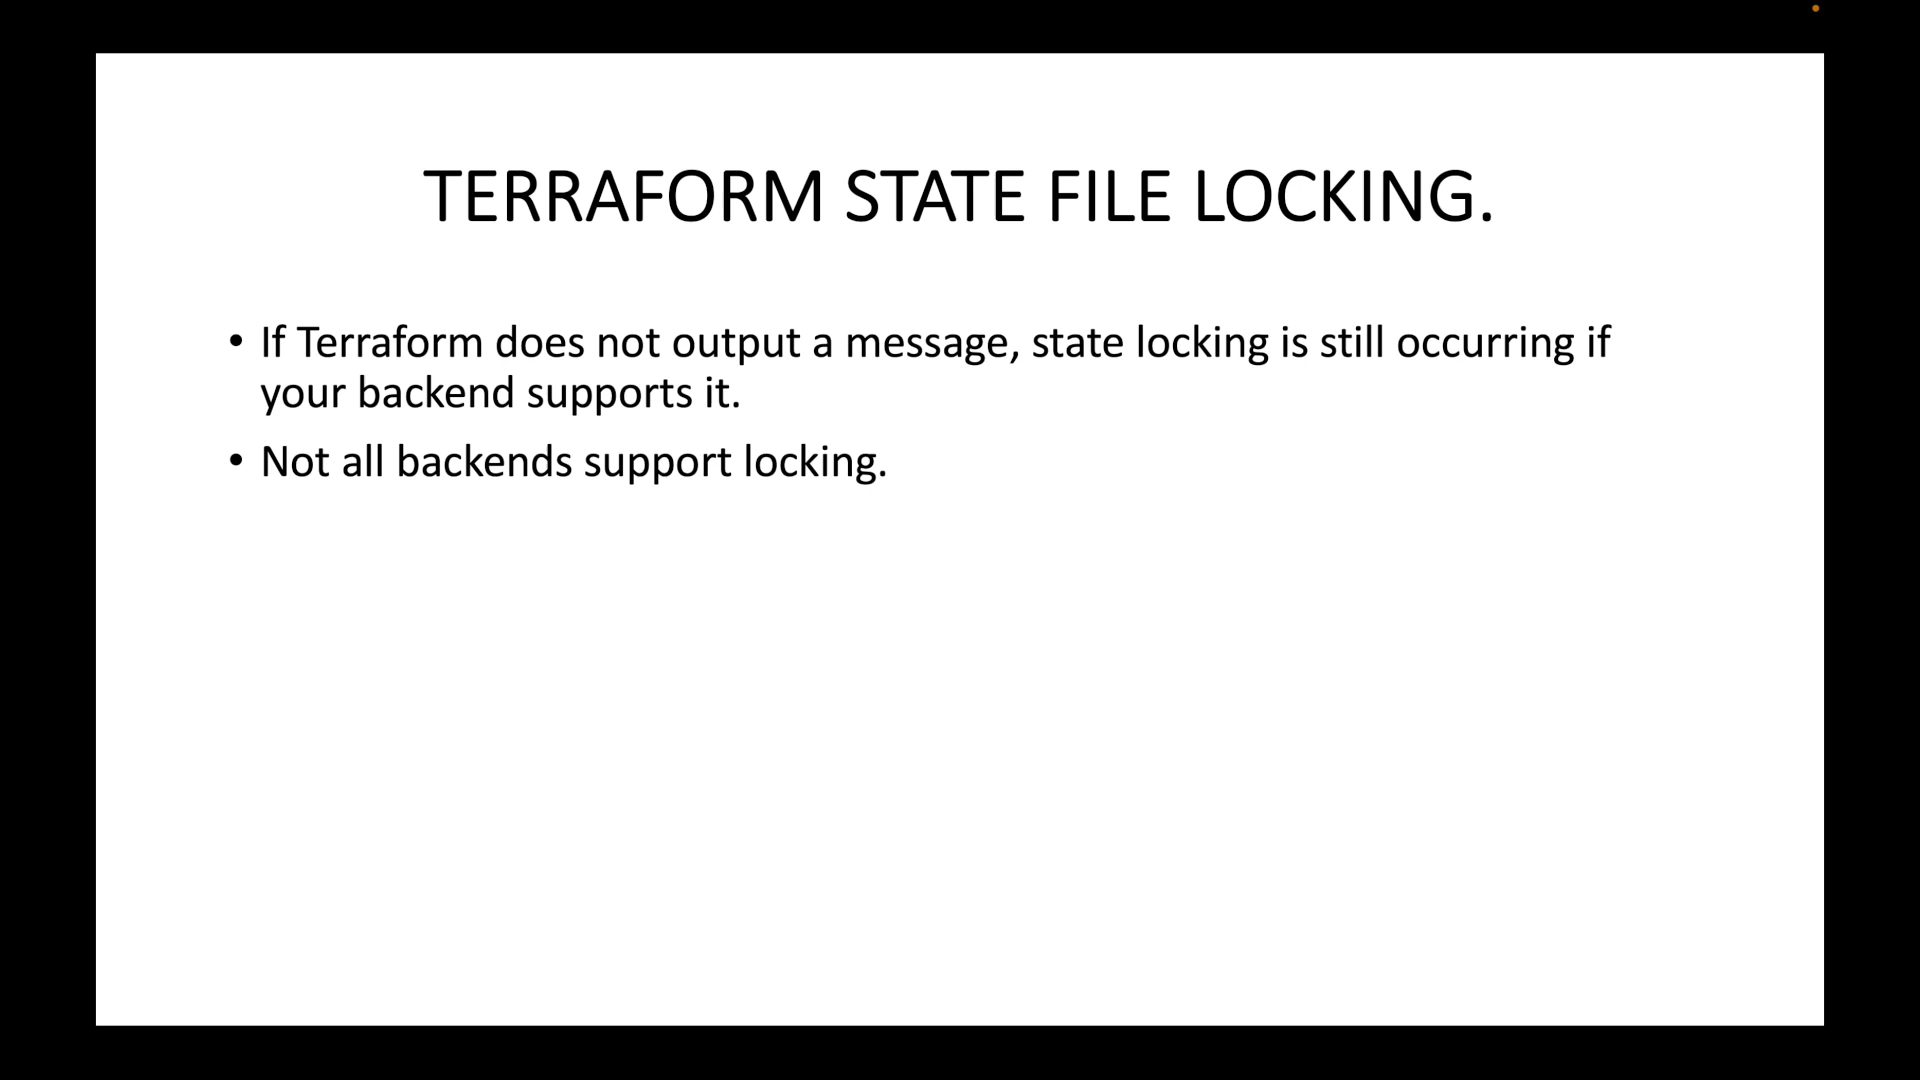 TERRAFORM STATE FILE LOCKING.
• If Terraform does not output a message, state locking is still occurring if
your backend supports it.
• Not all backends support locking.